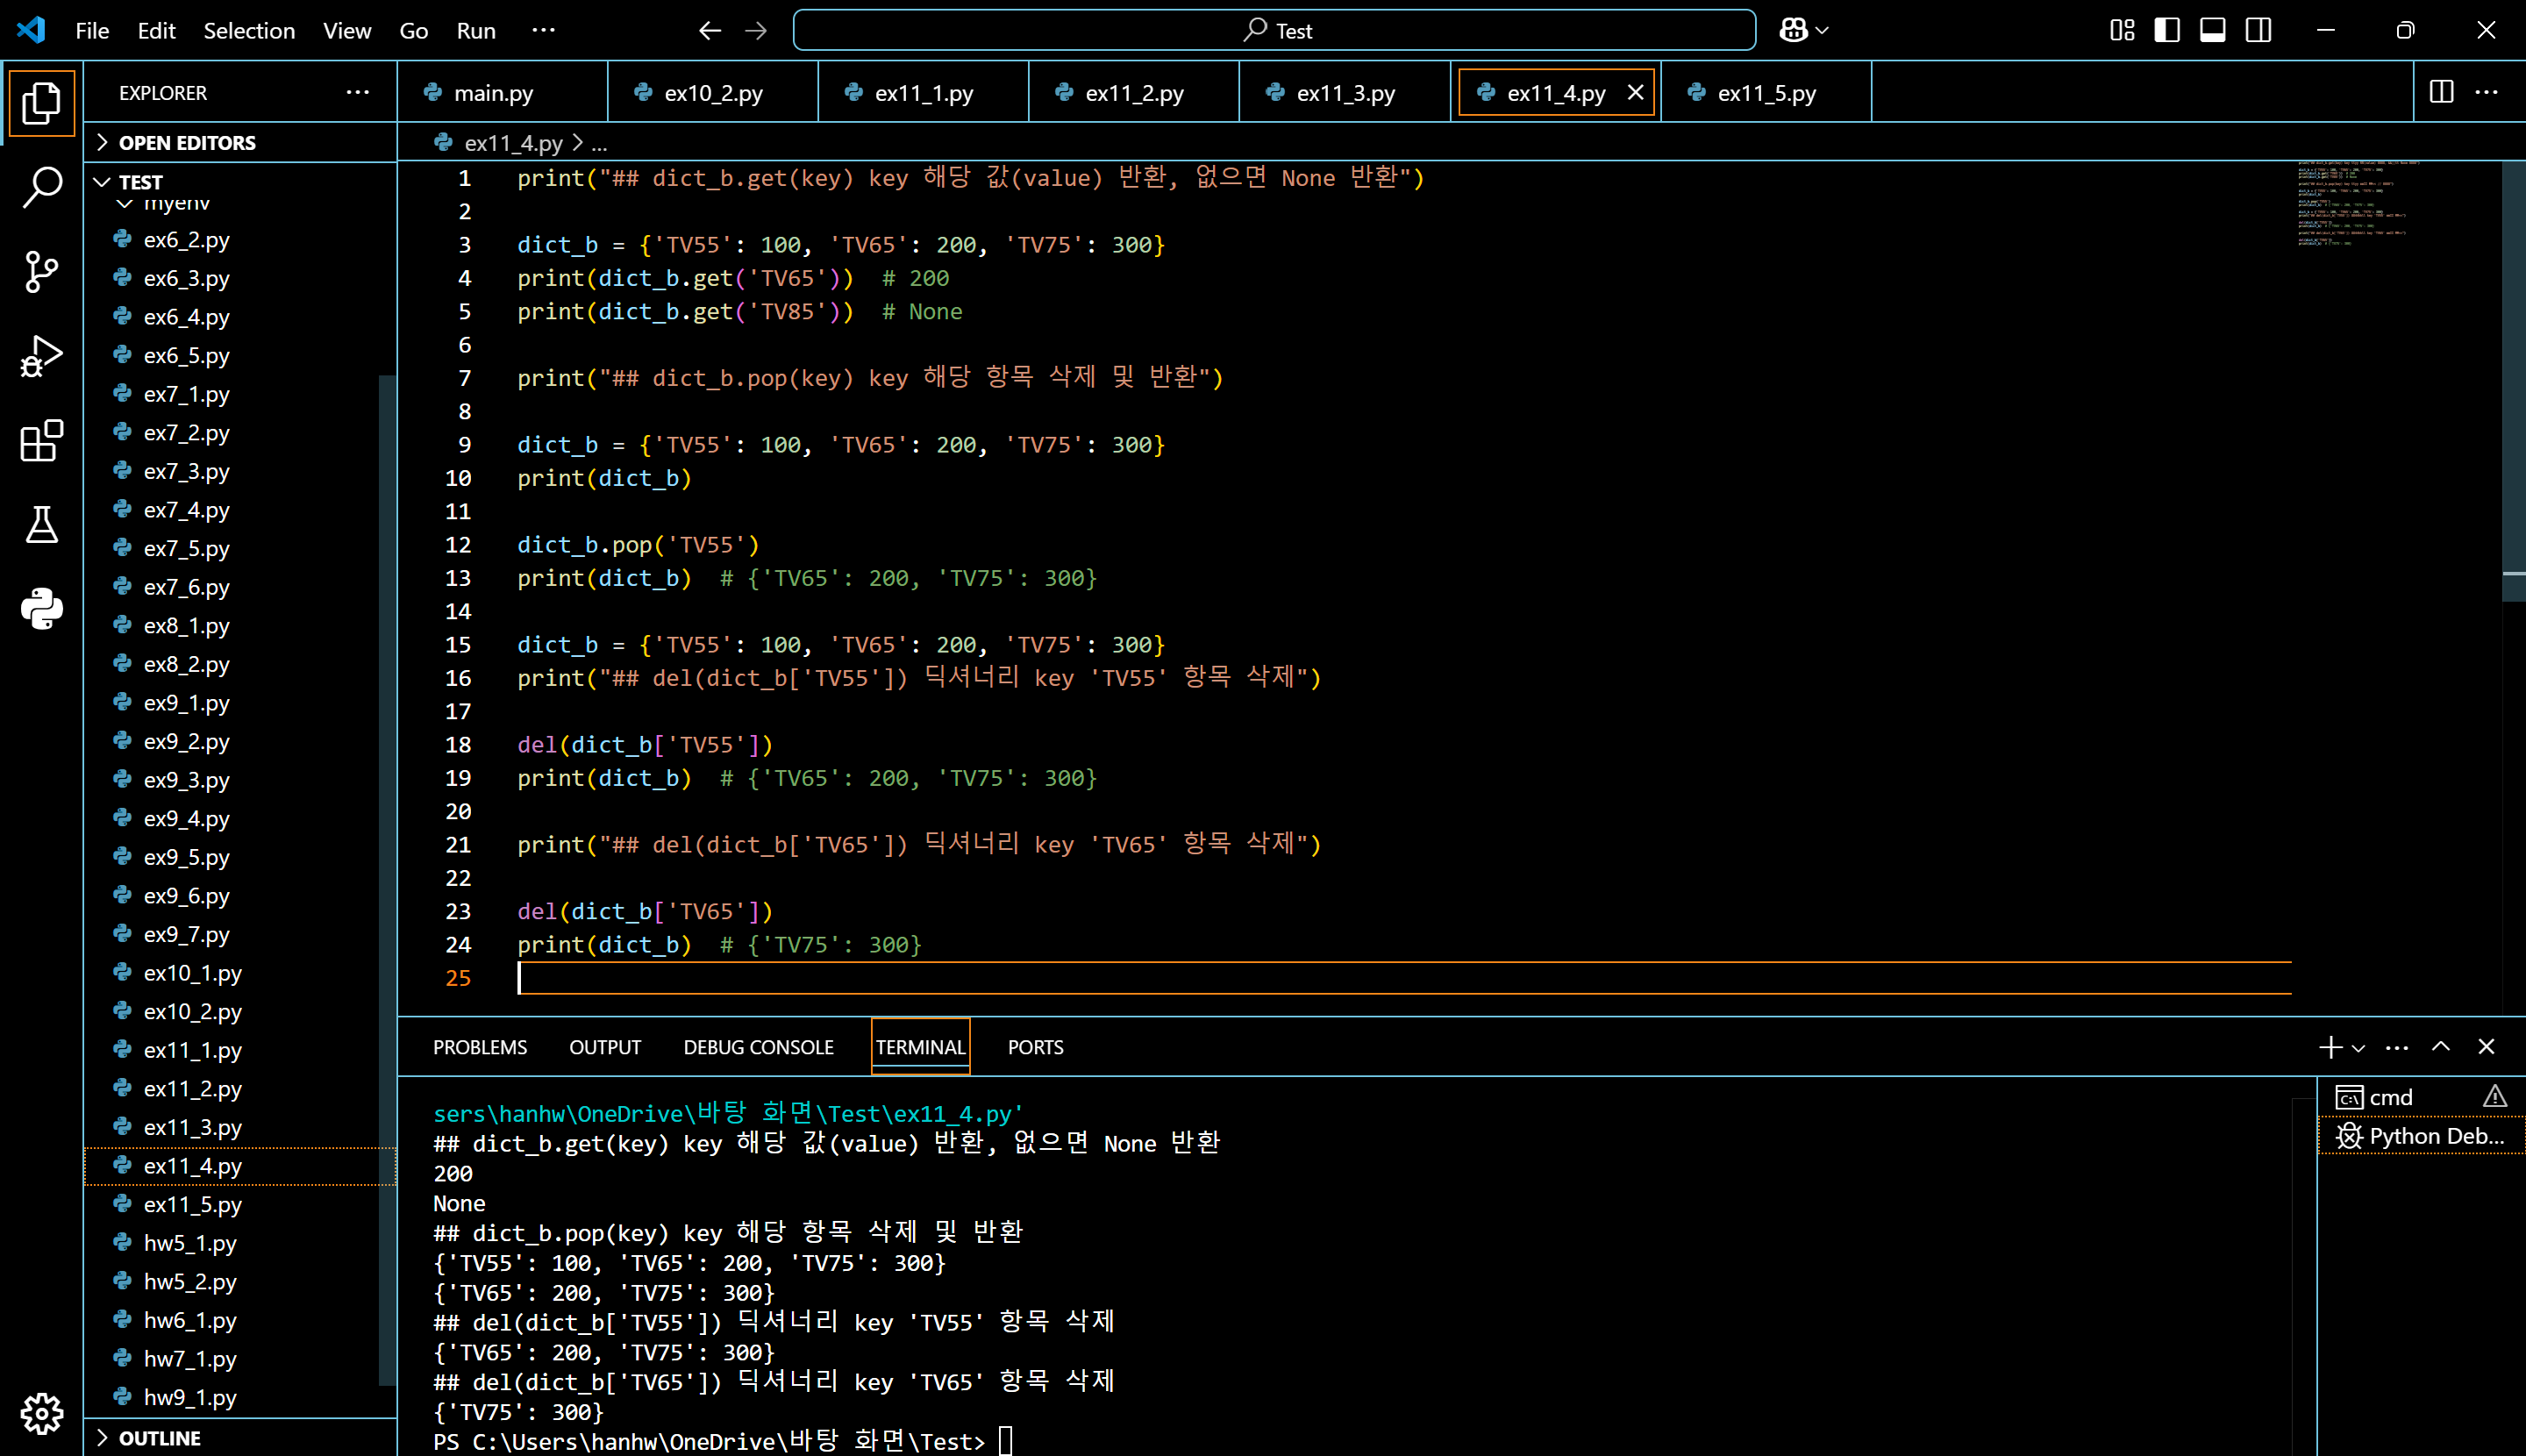 File Edit Selection View Go Run ···
Test
EXPLORER ···
main.py ex10_2.py ex11_1.py ex11_2.py ex11_3.py ex11_4.py ex11_5.py
OPEN EDITORS
ex11_4.py > ...
TEST
myenv
ex6_2.py
ex6_3.py
ex6_4.py
ex6_5.py
ex7_1.py
ex7_2.py
ex7_3.py
ex7_4.py
ex7_5.py
ex7_6.py
ex8_1.py
ex8_2.py
ex9_1.py
ex9_2.py
ex9_3.py
ex9_4.py
ex9_5.py
ex9_6.py
ex9_7.py
ex10_1.py
ex10_2.py
ex11_1.py
ex11_2.py
ex11_3.py
ex11_4.py
ex11_5.py
hw5_1.py
hw5_2.py
hw6_1.py
hw7_1.py
hw9_1.py
OUTLINE
1 print("## dict_b.get(key) key 해당 값(value) 반환, 없으면 None 반환")
2
3 dict_b = {'TV55': 100, 'TV65': 200, 'TV75': 300}
4 print(dict_b.get('TV65'))  # 200
5 print(dict_b.get('TV85'))  # None
6
7 print("## dict_b.pop(key) key 해당 항목 삭제 및 반환")
8
9 dict_b = {'TV55': 100, 'TV65': 200, 'TV75': 300}
10 print(dict_b)
11
12 dict_b.pop('TV55')
13 print(dict_b)  # {'TV65': 200, 'TV75': 300}
14
15 dict_b = {'TV55': 100, 'TV65': 200, 'TV75': 300}
16 print("## del(dict_b['TV55']) 딕셔너리 key 'TV55' 항목 삭제")
17
18 del(dict_b['TV55'])
19 print(dict_b)  # {'TV65': 200, 'TV75': 300}
20
21 print("## del(dict_b['TV65']) 딕셔너리 key 'TV65' 항목 삭제")
22
23 del(dict_b['TV65'])
24 print(dict_b)  # {'TV75': 300}
25
PROBLEMS OUTPUT DEBUG CONSOLE TERMINAL PORTS
sers\hanhw\OneDrive\바탕 화면\Test\ex11_4.py'
## dict_b.get(key) key 해당 값(value) 반환, 없으면 None 반환
200
None
## dict_b.pop(key) key 해당 항목 삭제 및 반환
{'TV55': 100, 'TV65': 200, 'TV75': 300}
{'TV65': 200, 'TV75': 300}
## del(dict_b['TV55']) 딕셔너리 key 'TV55' 항목 삭제
{'TV65': 200, 'TV75': 300}
## del(dict_b['TV65']) 딕셔너리 key 'TV65' 항목 삭제
{'TV75': 300}
PS C:\Users\hanhw\OneDrive\바탕 화면\Test>
cmd
Python Deb...